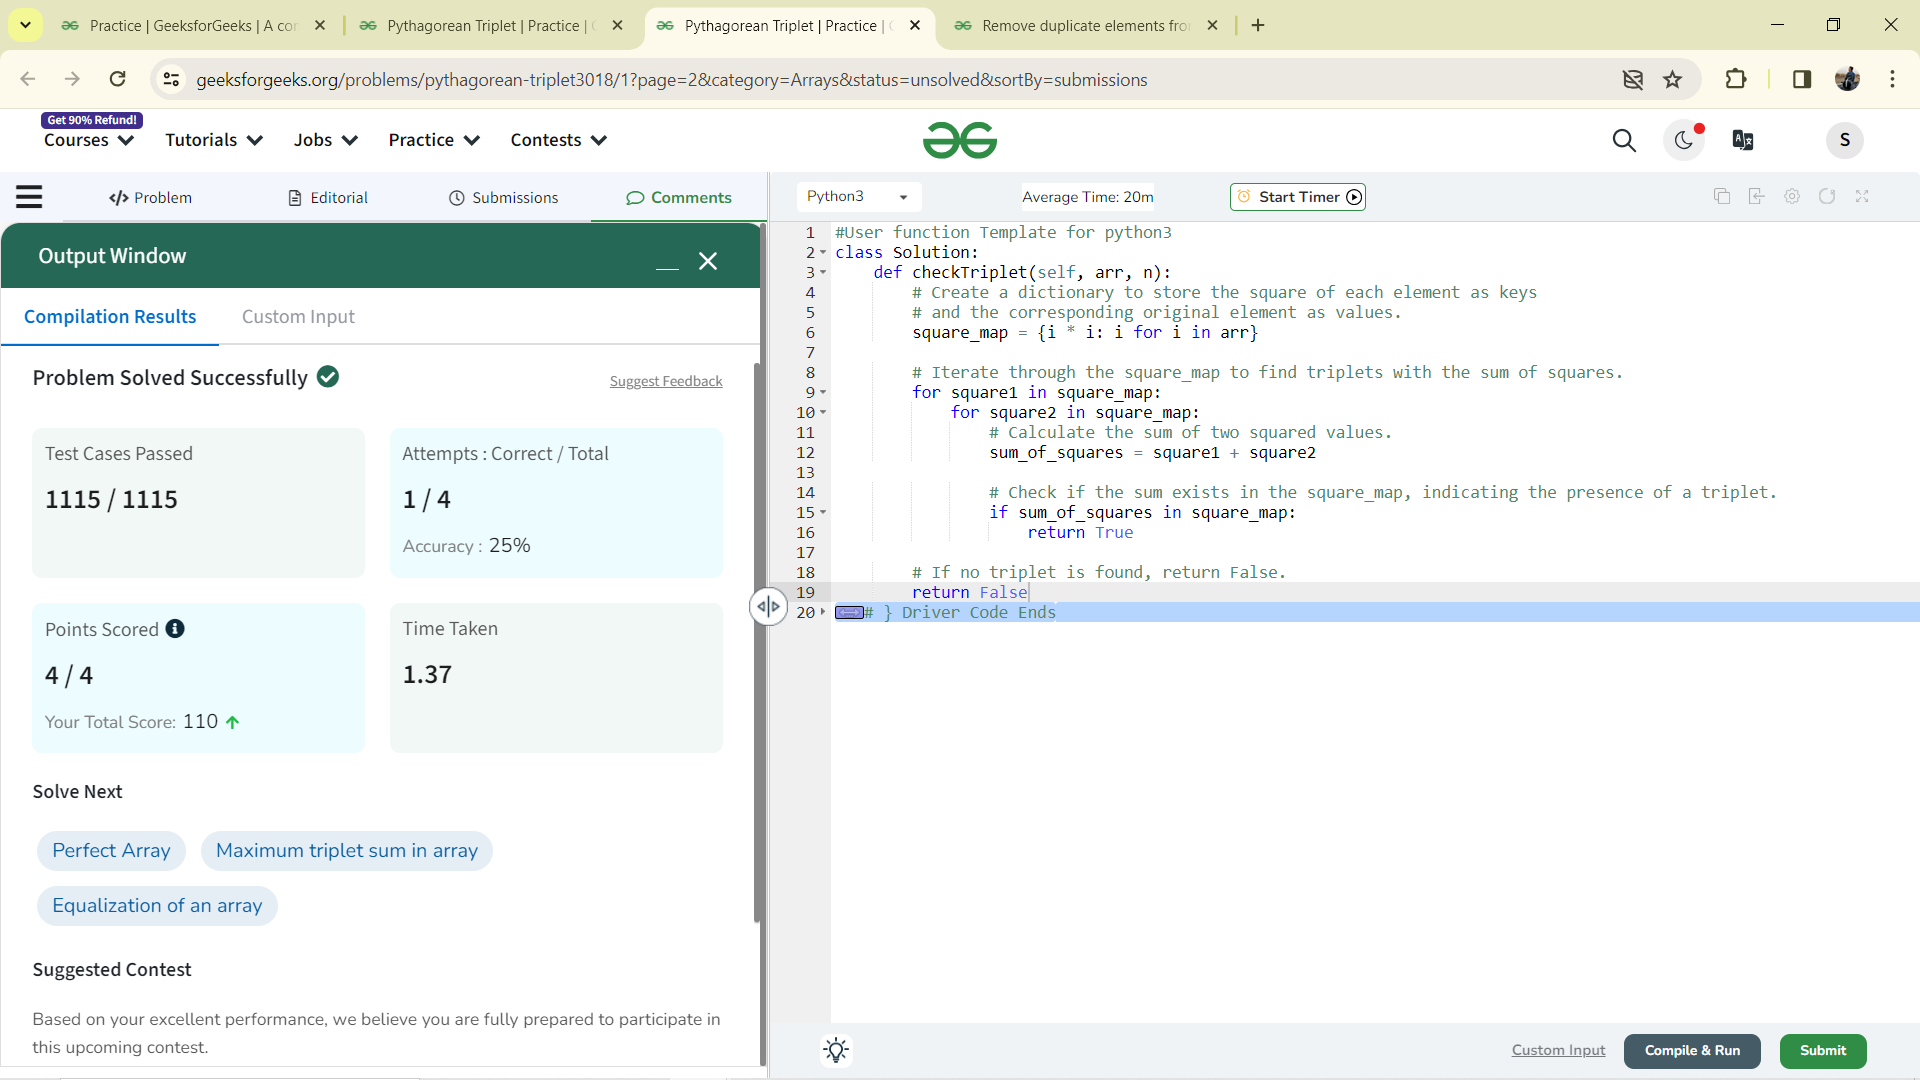 Practice | GeeksforGeeks | A con
Pythagorean Triplet | Practice |
Pythagorean Triplet | Practice |
Remove duplicate elements fro
geeksforgeeks.org/problems/pythagorean-triplet3018/1?page=2&category=Arrays&status=unsolved&sortBy=submissions
Get 90% Refund!
Courses Tutorials Jobs Practice Contests
S
Problem Editorial Submissions Comments
Python3
Average Time: 20m
Start Timer
Output Window
Compilation Results Custom Input
Problem Solved Successfully
Suggest Feedback
Test Cases Passed
1115 / 1115
Attempts : Correct / Total
1 / 4
Accuracy : 25%
Points Scored
4 / 4
Your Total Score: 110
Time Taken
1.37
Solve Next
Perfect Array
Maximum triplet sum in array
Equalization of an array
Suggested Contest
Based on your excellent performance, we believe you are fully prepared to participate in
this upcoming contest.
1 #User function Template for python3
2 class Solution:
3 def checkTriplet(self, arr, n):
4 # Create a dictionary to store the square of each element as keys
5 # and the corresponding original element as values.
6 square_map = {i * i: i for i in arr}
7
8 # Iterate through the square_map to find triplets with the sum of squares.
9 for square1 in square_map:
10 for square2 in square_map:
11 # Calculate the sum of two squared values.
12 sum_of_squares = square1 + square2
13
14 # Check if the sum exists in the square_map, indicating the presence of a triplet.
15 if sum_of_squares in square_map:
16 return True
17
18 # If no triplet is found, return False.
19 return False
20 # } Driver Code Ends
Custom Input
Compile & Run
Submit